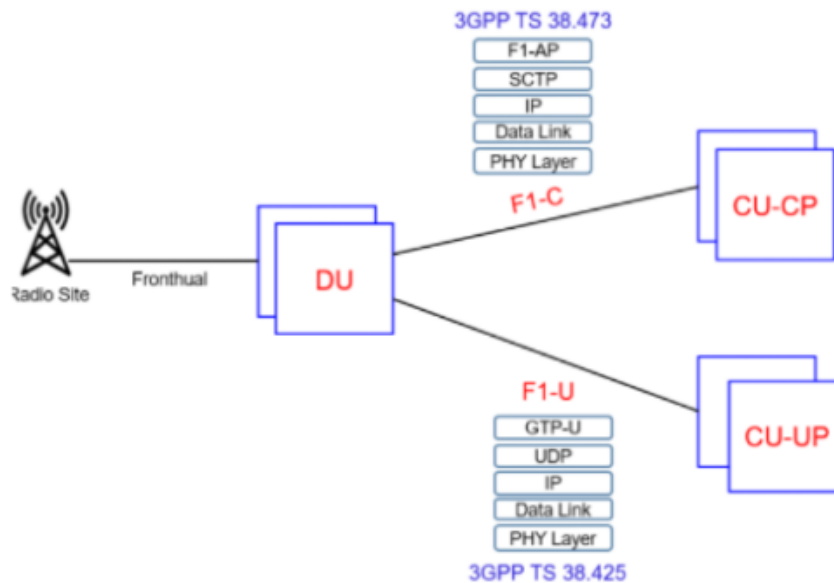 3GPP TS 38.473
F1-AP
SCTP
IP
Data Link
PHY Layer
F1-C
CU-CP
Fronthual
Radio Site
DU
F1-U
GTP-U
UDP
IP
Data Link
PHY Layer
CU-UP
3GPP TS 38.425